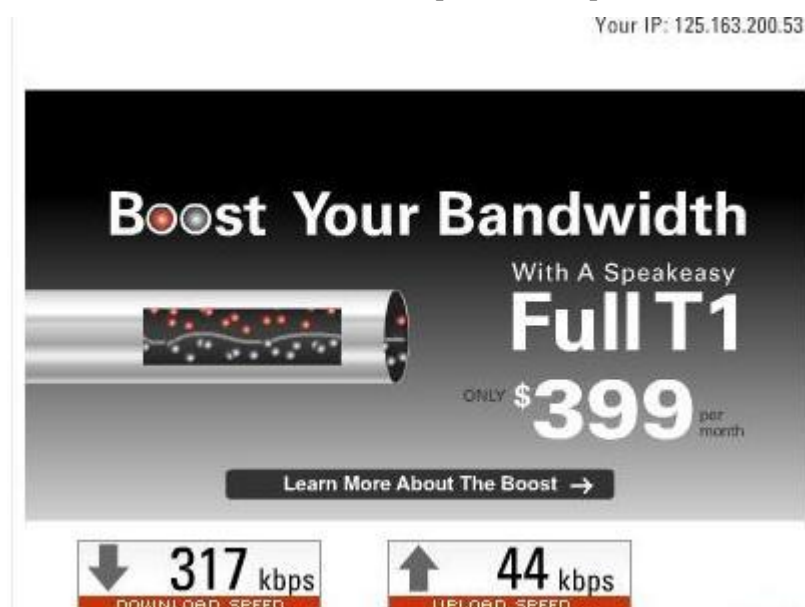 Your IP: 125.163.200.53
Boost Your Bandwidth
With A Speakeasy
Full T1
ONLY $399 per month
Learn More About The Boost →
317 kbps
DOWNLOAD SPEED
44 kbps
UPLOAD SPEED